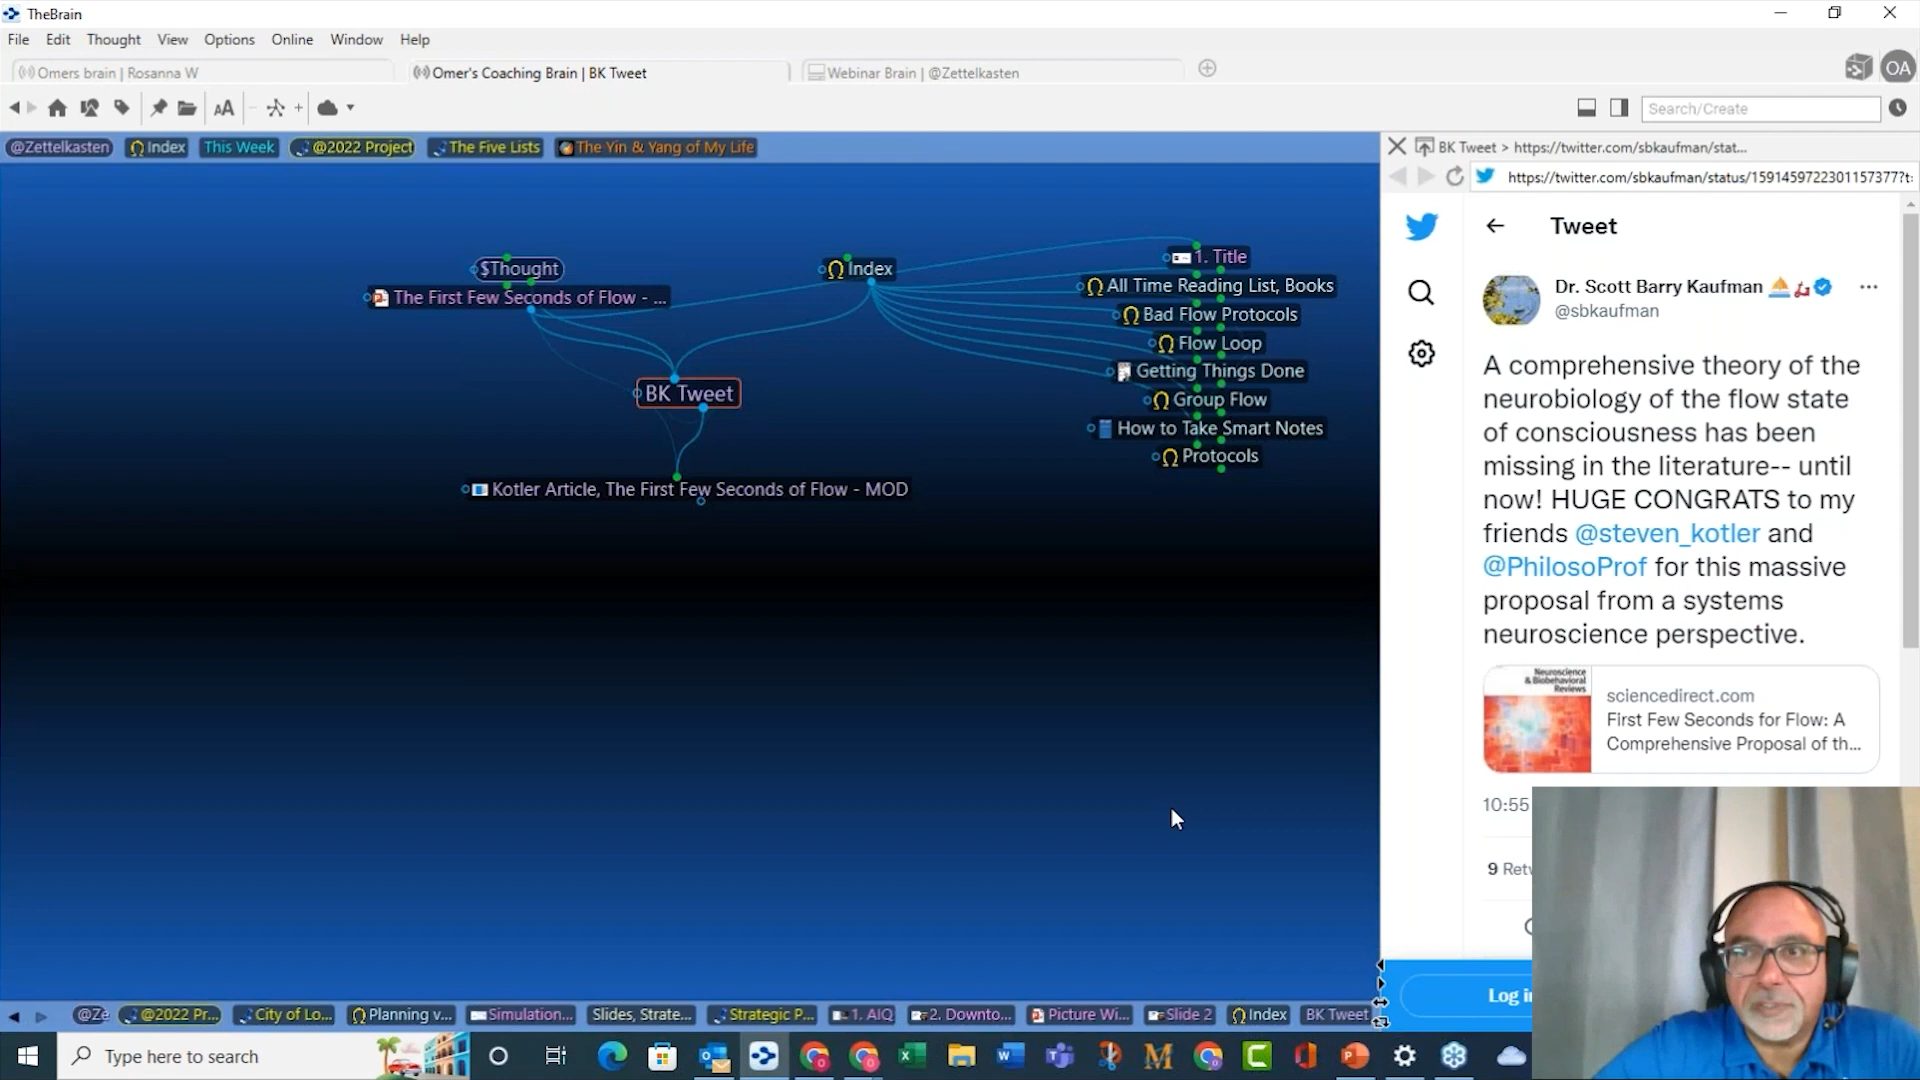 TheBrain
File Edit Thought View Options Online Window Help
Omers brain | Rosanna W
Omer's Coaching Brain | BK Tweet
Webinar Brain | @Zettelkasten
OA
AA
Search/Create
@Zettelkasten
Index
This Week
@2022 Project
The Five Lists
The Yin & Yang of My Life
BK Tweet > https://twitter.com/sbkaufman/stat...
https://twitter.com/sbkaufman/status/1591459722301157377?t
$Thought
The First Few Seconds of Flow - ...
Index
1. Title
All Time Reading List, Books
Bad Flow Protocols
Flow Loop
Getting Things Done
Group Flow
How to Take Smart Notes
Protocols
BK Tweet
Kotler Article, The First Few Seconds of Flow - MOD
Tweet
Dr. Scott Barry Kaufman
@sbkaufman
A comprehensive theory of the
neurobiology of the flow state
of consciousness has been
missing in the literature-- until
now! HUGE CONGRATS to my
friends @steven_kotler and
@PhilosoProf for this massive
proposal from a systems
neuroscience perspective.
Neuroscience
& Biobehavioral
Reviews
sciencedirect.com
First Few Seconds for Flow: A
Comprehensive Proposal of th...
10:55
9 Retw
Log in
@Ze
@2022 Pr...
City of Lo...
Planning v...
Simulation...
Slides, Strate...
Strategic P...
1. AIQ
2. Downto...
Picture Wi...
Slide 2
Index
BK Tweet
Type here to search